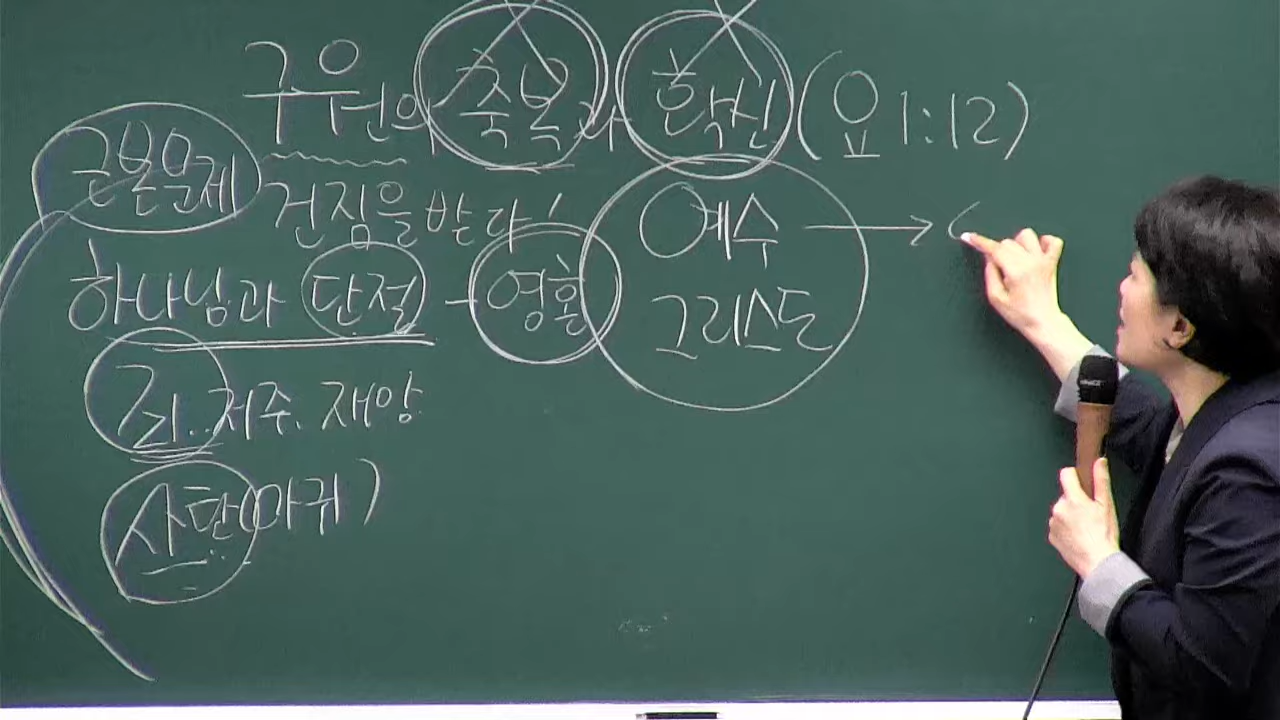 구원의 축복과 확신 (요 1:12)
근본문제
건짐을 받다!
예수 →
하나님과 단절 - 영혼
그리스도
죄.. 저주. 재앙
사탄(마귀)